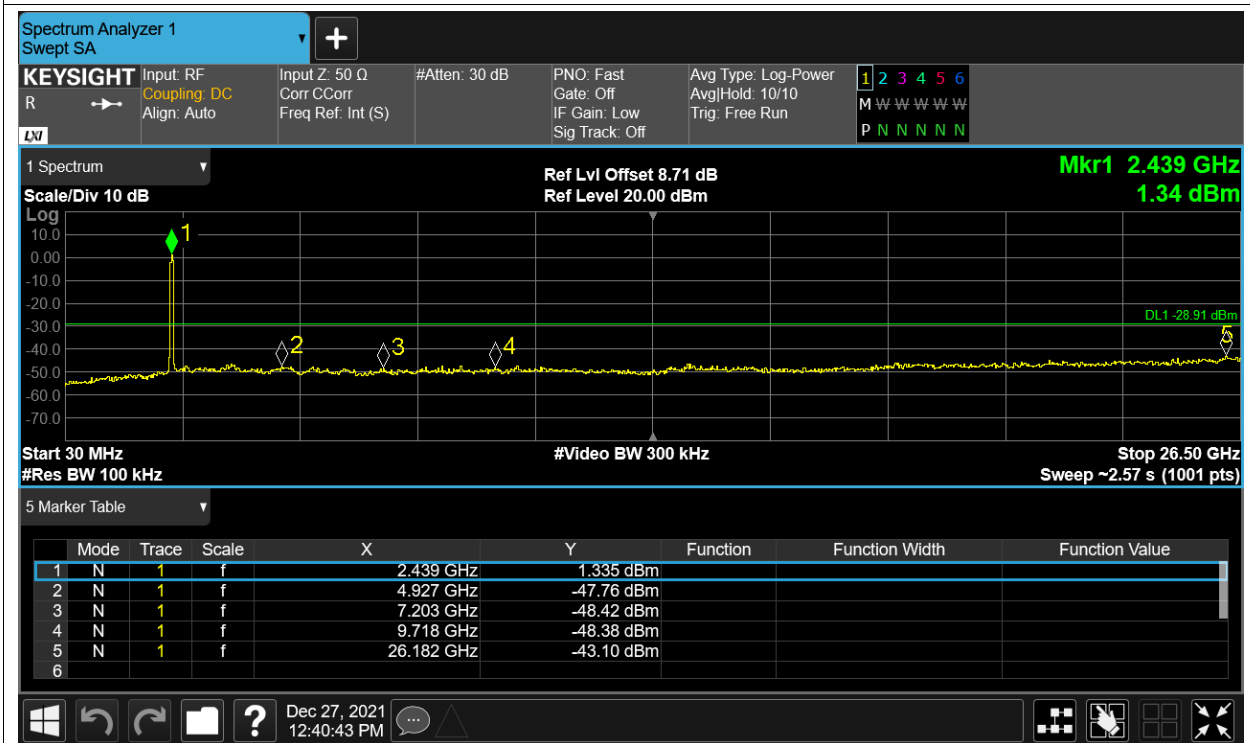 Spectrum Analyzer 1
Swept SA
+
KEYSIGHT Input: RF Input Z: 50 Ω #Atten: 30 dB PNO: Fast Avg Type: Log-Power 1 2 3 4 5 6
R Coupling: DC Corr CCorr Gate: Off Avg|Hold: 10/10 M W W W W W
Align: Auto Freq Ref: Int (S) IF Gain: Low Trig: Free Run
LXI Sig Track: Off P N N N N N
1 Spectrum Ref Lvl Offset 8.71 dB Mkr1 2.439 GHz
Scale/Div 10 dB Ref Level 20.00 dBm 1.34 dBm
Log
10.0 1
0.00
-10.0
-20.0
DL1 -28.91 dBm
-30.0
-40.0 2 3 4 5
-50.0
-60.0
-70.0
Start 30 MHz #Video BW 300 kHz Stop 26.50 GHz
#Res BW 100 kHz Sweep ~2.57 s (1001 pts)
5 Marker Table
Mode Trace Scale X Y Function Function Width Function Value
1 N 1 f 2.439 GHz 1.335 dBm
2 N 1 f 4.927 GHz -47.76 dBm
3 N 1 f 7.203 GHz -48.42 dBm
4 N 1 f 9.718 GHz -48.38 dBm
5 N 1 f 26.182 GHz -43.10 dBm
6
? Dec 27, 2021
12:40:43 PM